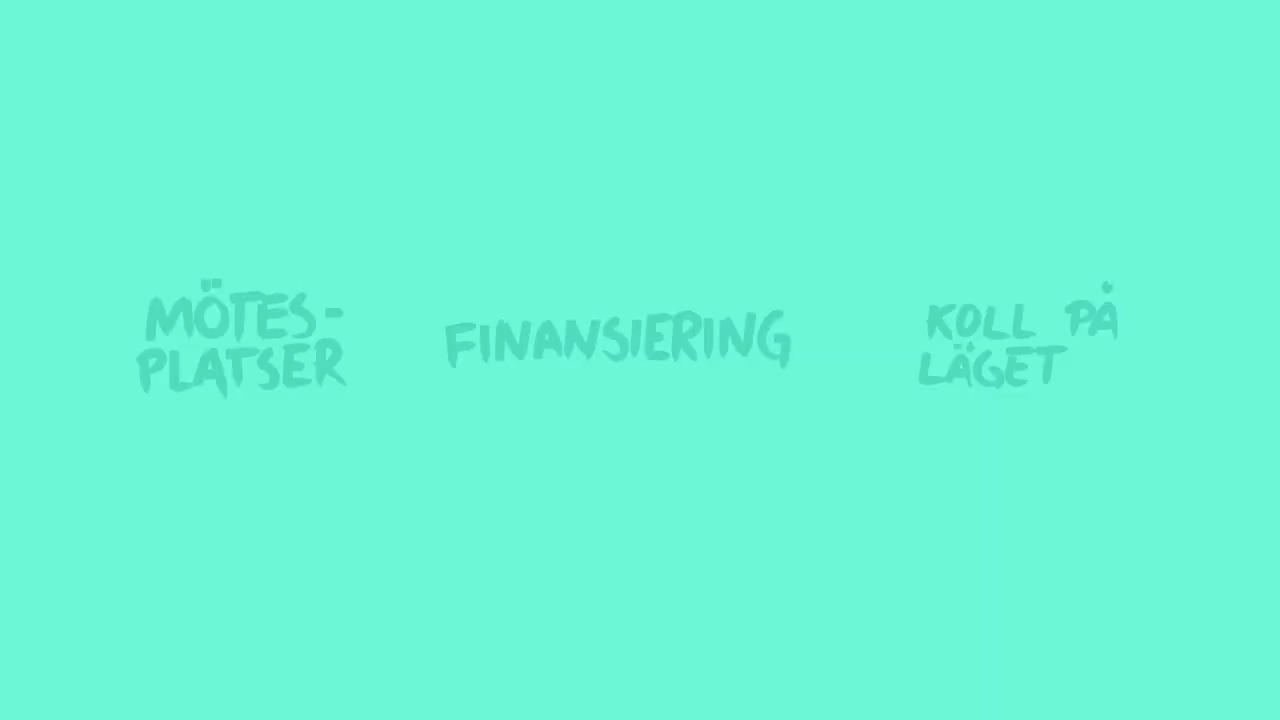 MÖTES-
PLATSER
FINANSIERING
KOLL PÅ
LÄGET